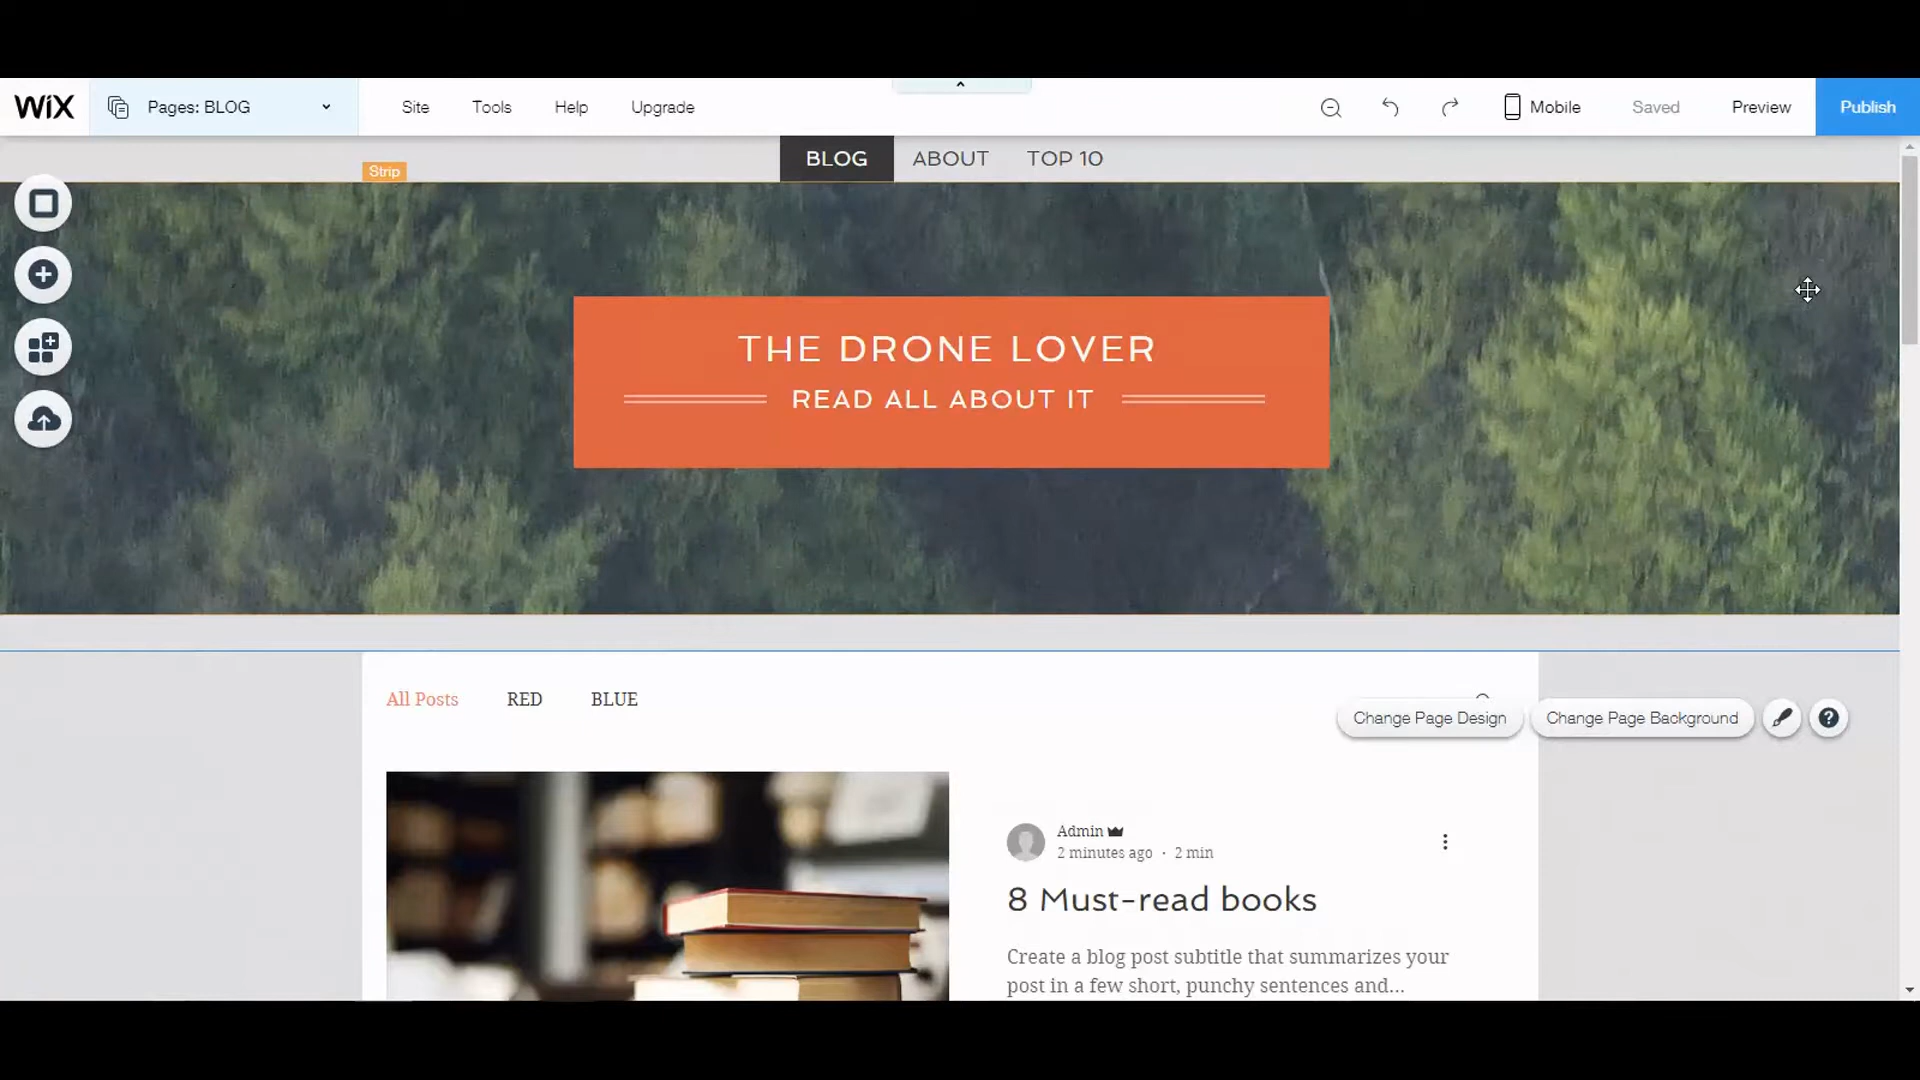 WiX
Pages: BLOG
Site
Tools
Help
Upgrade
Mobile
Saved
Preview
Publish
BLOG
ABOUT
TOP 10
Strip
THE DRONE LOVER
READ ALL ABOUT IT
All Posts
RED
BLUE
Change Page Design
Change Page Background
?
Admin
2 minutes ago · 2 min
8 Must-read books
Create a blog post subtitle that summarizes your
post in a few short, punchy sentences and...